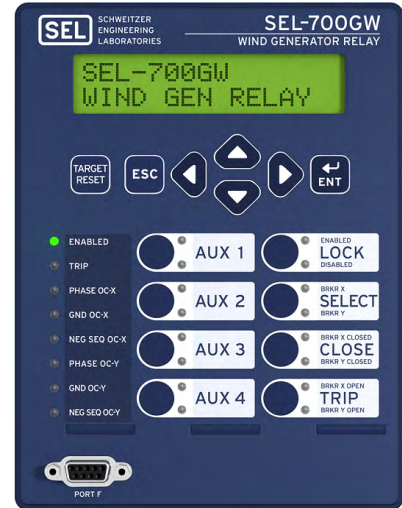 SEL
SCHWEITZER
ENGINEERING
LABORATORIES
SEL-700GW
WIND GENERATOR RELAY
SEL-700GW
WIND GEN RELAY
TARGET
RESET
ESC
ENT
ENABLED
TRIP
PHASE OC-X
GND OC-X
NEG SEQ OC-X
PHASE OC-Y
GND OC-Y
NEG SEQ OC-Y
AUX 1
AUX 2
AUX 3
AUX 4
ENABLED
LOCK
DISABLED
BRKR X
SELECT
BRKR Y
BRKR X CLOSED
CLOSE
BRKR Y CLOSED
BRKR X OPEN
TRIP
BRKR Y OPEN
PORT F